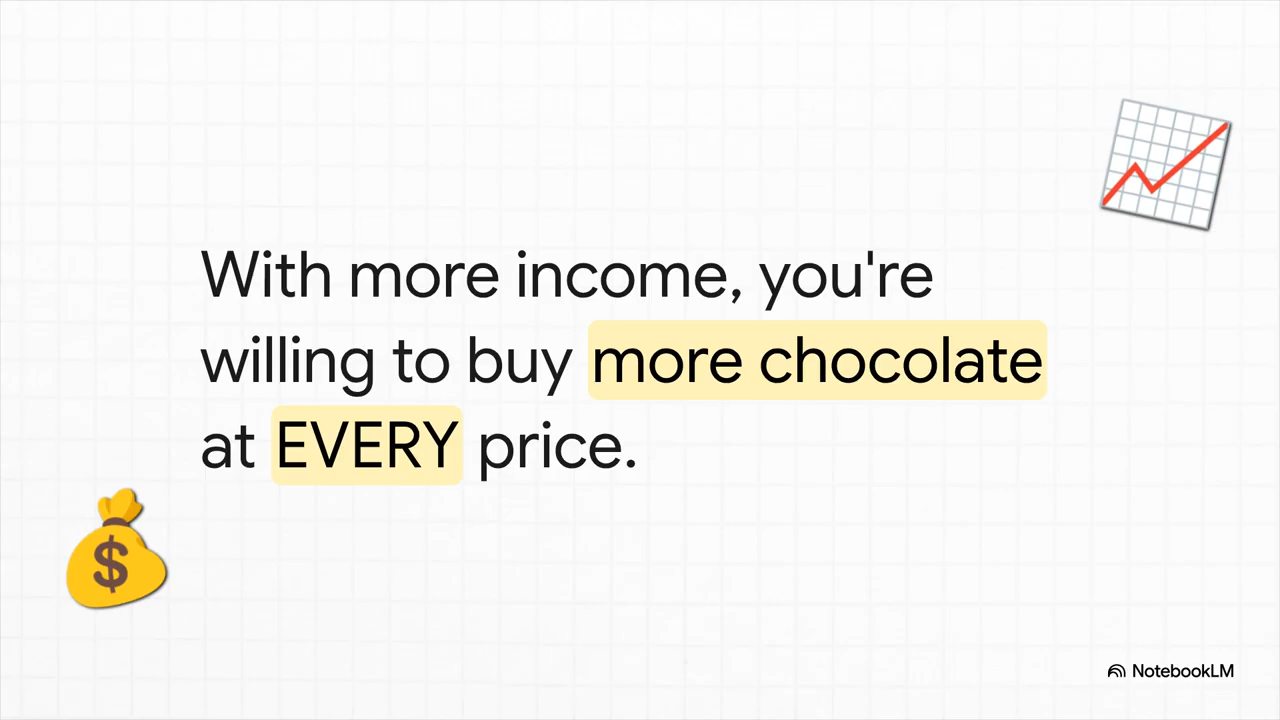 With more income, you're
willing to buy more chocolate
at EVERY price.
$
NotebookLM